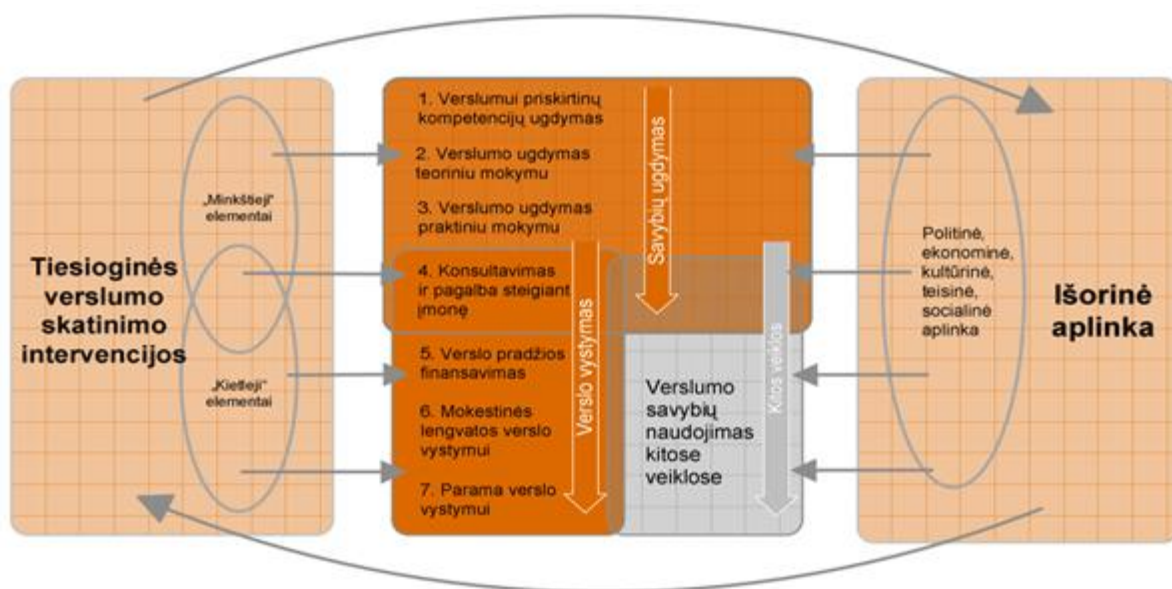 Tiesioginės
verslumo
skatinimo
intervencijos
„Minkštieji“
elementai
„Kietieji“
elementai
1. Verslumui priskirtinų
kompetencijų ugdymas
2. Verslumo ugdymas
teoriniu mokymu
3. Verslumo ugdymas
praktiniu mokymu
4. Konsultavimas
ir pagalba steigiant
įmonę
5. Verslo pradžios
finansavimas
6. Mokestinės
lengvatos verslo
vystymui
7. Parama verslo
vystymui
Savybių ugdymas
Verslo vystymas
Kitos veiklos
Verslumo
savybių
naudojimas
kitose
veiklose
Politinė,
ekonominė,
kultūrinė,
teisinė,
socialinė
aplinka
Išorinė
aplinka